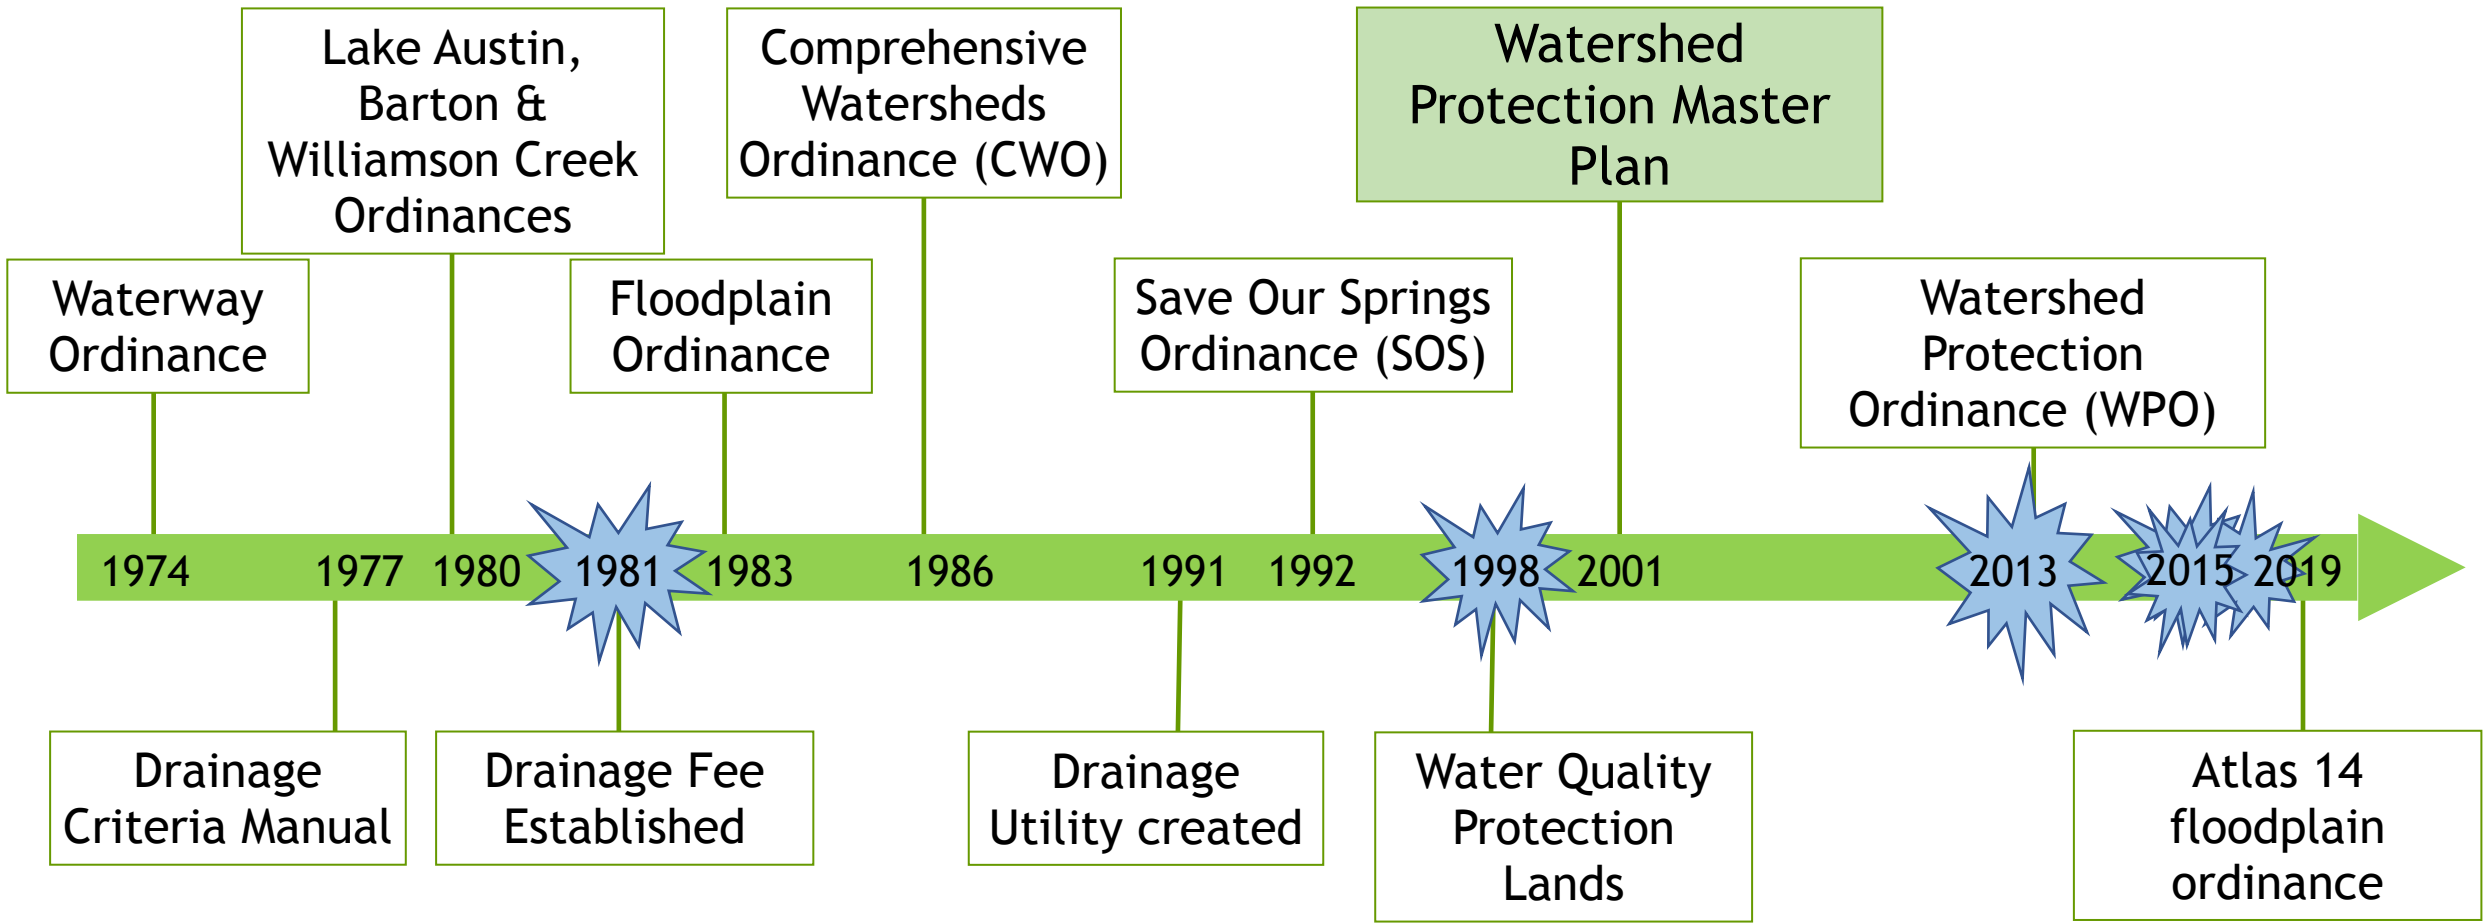 Lake Austin,
Barton &
Williamson Creek
Ordinances
Comprehensive
Watersheds
Ordinance (CWO)
Watershed
Protection Master
Plan
Waterway
Ordinance
Floodplain
Ordinance
Save Our Springs
Ordinance (SOS)
Watershed
Protection
Ordinance (WPO)
1974 1977 1980 1981 1983 1986 1991 1992 1998 2001 2013 2015 2019
Drainage
Criteria Manual
Drainage Fee
Established
Drainage
Utility created
Water Quality
Protection
Lands
Atlas 14
floodplain
ordinance